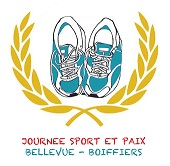 JOURNEE SPORT ET PAIX
BELLEVUE - BOIFFIERS